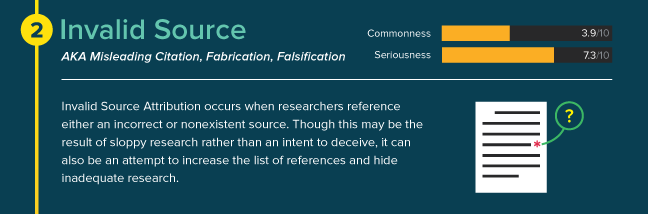 2 Invalid Source
AKA Misleading Citation, Fabrication, Falsification
Commonness 3.9/10
Seriousness 7.3/10
Invalid Source Attribution occurs when researchers reference
either an incorrect or nonexistent source. Though this may be the
result of sloppy research rather than an intent to deceive, it can
also be an attempt to increase the list of references and hide
inadequate research.
*
?